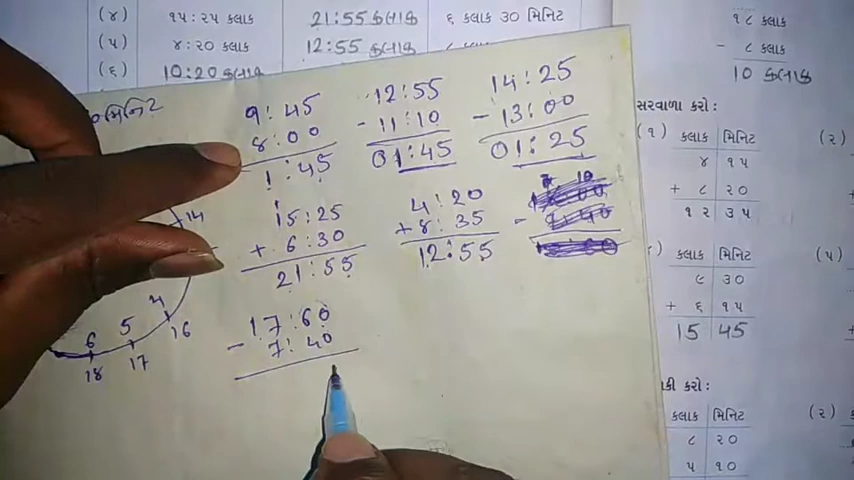 (૪) ૧૫:૨૫ કલાક 21:55 કલાક ૬ કલાક 30 મિનિટ
(૫) ૪:૨૦ કલાક 12:55 કલાક
(૬) 10:20 કલાક
૧૮ કલાક
- ૮ કલાક
10 કલાક
મિનિટ
9:45
8:00
1:45
12:55
- 11:10
01:45
14:25
- 13:00
01:25
15:25
+ 6:30
21:55
4:20
+ 8:35
12:55
17:60
- 7:40
14
4
16
5
17
6
18
સરવાળા કરો:
(૧) કલાક મિનિટ (૨)
૪ ૧૫
+ ૮ ૨૦
૧૨ ૩૫
કલાક મિનિટ (૫)
૯ ૩૦
+ ૬ ૧૫
15 45
કી કરો:
કલાક મિનિટ (૨)
૮ ૨૦
૫ ૧૦